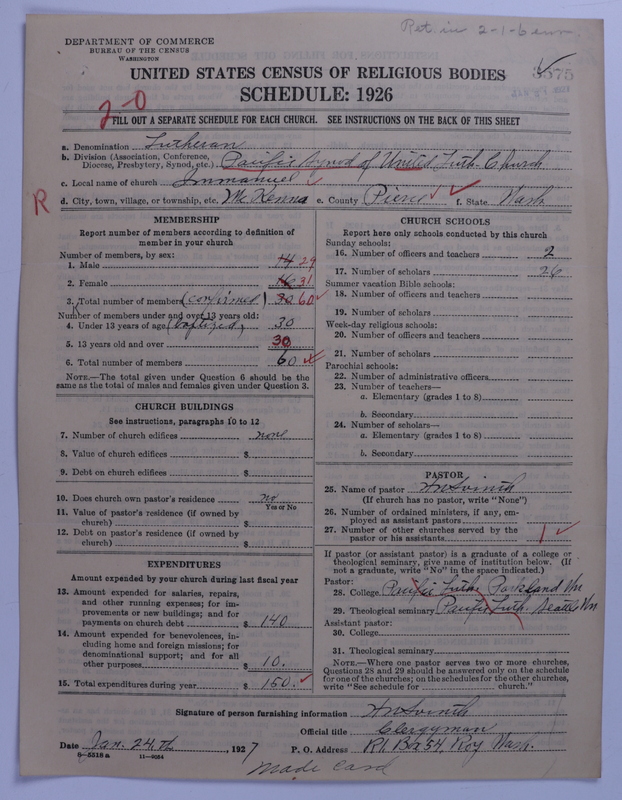 Ret. in 2-1-6
DEPARTMENT OF COMMERCE
BUREAU OF THE CENSUS
WASHINGTON
UNITED STATES CENSUS OF RELIGIOUS BODIES
SCHEDULE: 1926
2-0
FILL OUT A SEPARATE SCHEDULE FOR EACH CHURCH. SEE INSTRUCTIONS ON THE BACK OF THIS SHEET
a. Denomination Lutheran
b. Division (Association, Conference, Diocese, Presbytery, Synod, etc.) Pacific Synod of United Luth. Church
c. Local name of church Immanuel
R
d. City, town, village, or township, etc. McKenna e. County Pierce f. State Wash
MEMBERSHIP
Report number of members according to definition of member in your church
Number of members, by sex:
1. Male 14 29
2. Female 16 31
3. Total number of members (confirmed) 30 60
Number of members under and over 13 years old:
4. Under 13 years of age (baptized) 30
5. 13 years old and over 30
6. Total number of members 60
NOTE.—The total given under Question 6 should be the same as the total of males and females given under Question 3.
CHURCH BUILDINGS
See instructions, paragraphs 10 to 12
7. Number of church edifices none
8. Value of church edifices $
9. Debt on church edifices $
10. Does church own pastor's residence no
Yes or No
11. Value of pastor's residence (if owned by church) $
12. Debt on pastor's residence (if owned by church) $
EXPENDITURES
Amount expended by your church during last fiscal year
13. Amount expended for salaries, repairs, and other running expenses; for improvements or new buildings; and for payments on church debt $ 140
14. Amount expended for benevolences, including home and foreign missions; for denominational support; and for all other purposes $ 10.
15. Total expenditures during year $ 150.
CHURCH SCHOOLS
Report here only schools conducted by this church
Sunday schools:
16. Number of officers and teachers 2
17. Number of scholars 26
Summer vacation Bible schools:
18. Number of officers and teachers
19. Number of scholars
Week-day religious schools:
20. Number of officers and teachers
21. Number of scholars
Parochial schools:
22. Number of administrative officers
23. Number of teachers—
a. Elementary (grades 1 to 8)
b. Secondary
24. Number of scholars—
a. Elementary (grades 1 to 8)
b. Secondary
PASTOR
25. Name of pastor Svinth
(If church has no pastor, write "None")
26. Number of ordained ministers, if any, employed as assistant pastors
27. Number of other churches served by the pastor or his assistants 1
If pastor (or assistant pastor) is a graduate of a college or theological seminary, give name of institution below. (If not a graduate, write "No" in the space indicated.)
Pastor:
28. College Pacific Luth. Parkland Wn
29. Theological seminary Pacific Luth. Seattle Wn
Assistant pastor:
30. College
31. Theological seminary
NOTE.—Where one pastor serves two or more churches, Questions 28 and 29 should be answered only on the schedule for one of the churches; on the schedules for the other churches, write "See schedule for church."
Signature of person furnishing information Svinth
Official title Clergyman
Date Jan. 24.th, 1927 P. O. Address R1. Box 54, Roy Wash.
8—5518a 11—9034
made card